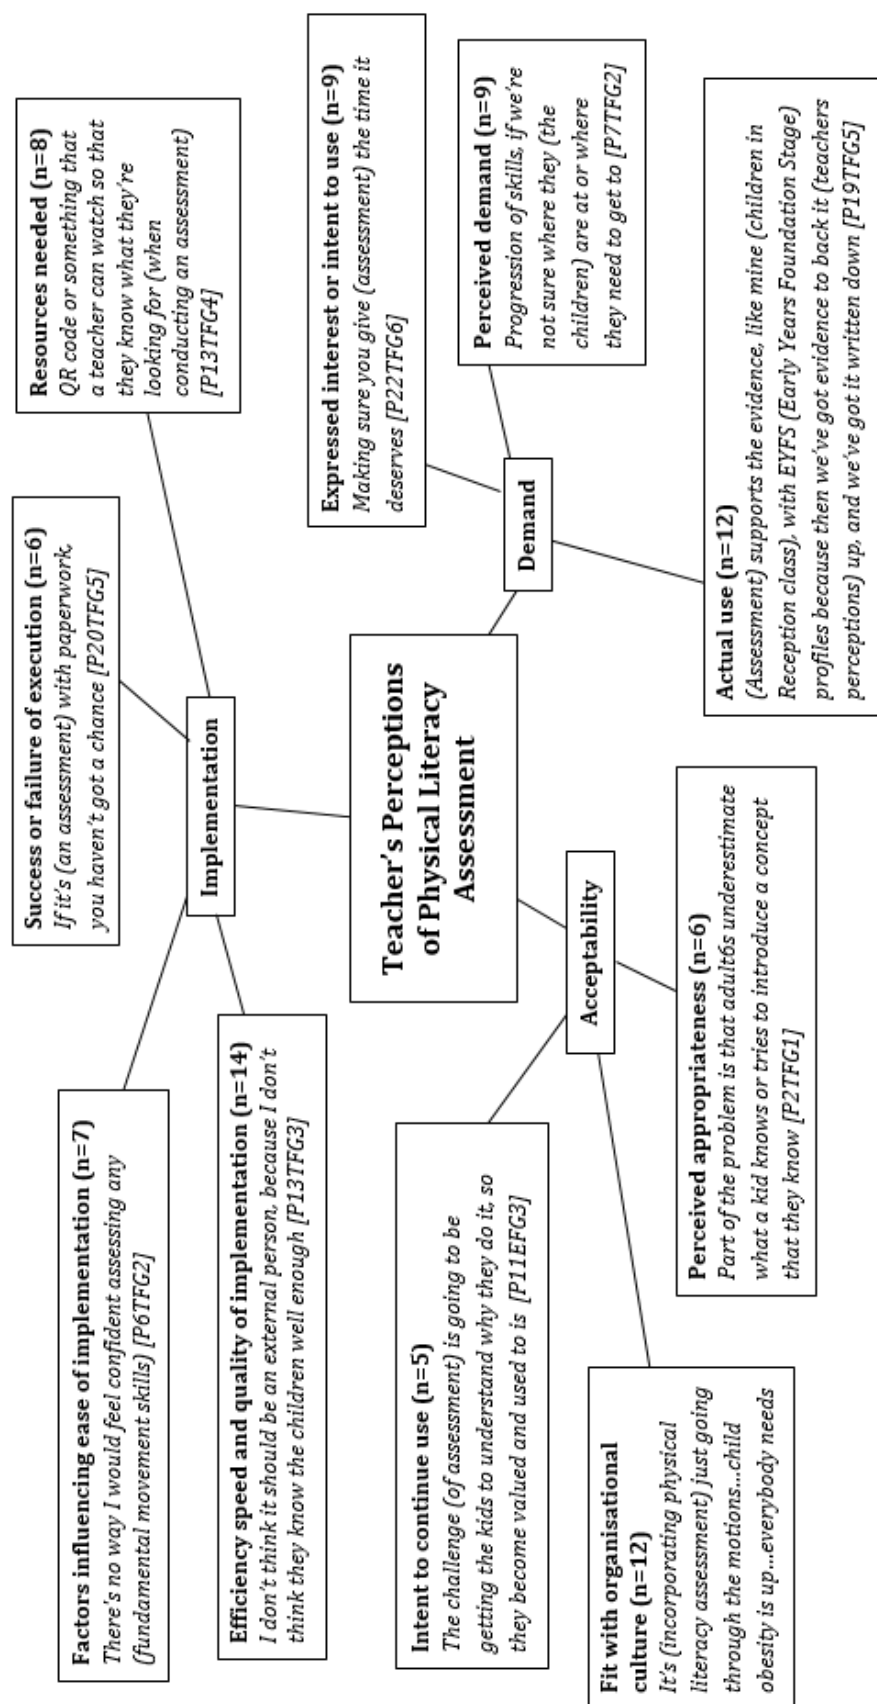 Factors influencing ease of implementation (n=7)
There's no way I would feel confident assessing any
(fundamental movement skills) [P6TFG2]
Success or failure of execution (n=6)
If it's (an assessment) with paperwork,
you haven't got a chance [P20TFG5]
Resources needed (n=8)
QR code or something that
a teacher can watch so that
they know what they're
looking for (when
conducting an assessment)
[P13TFG4]
Efficiency speed and quality of implementation (n=14)
I don't think it should be an external person, because I don't
think they know the children well enough [P13TFG3]
Implementation
Expressed interest or intent to use (n=9)
Making sure you give (assessment) the time it
deserves [P22TFG6]
Teacher's Perceptions
of Physical Literacy
Assessment
Demand
Perceived demand (n=9)
Progression of skills, if we're
not sure where they (the
children) are at or where
they need to get to [P7TFG2]
Intent to continue use (n=5)
The challenge (of assessment) is going to be
getting the kids to understand why they do it, so
they become valued and used to is [P11EFG3]
Acceptability
Fit with organisational
culture (n=12)
It's (incorporating physical
literacy assessment) just going
through the motions...child
obesity is up...everybody needs
Perceived appropriateness (n=6)
Part of the problem is that adult6s underestimate
what a kid knows or tries to introduce a concept
that they know [P2TFG1]
Actual use (n=12)
(Assessment) supports the evidence, like mine (children in
Reception class), with EYFS (Early Years Foundation Stage)
profiles because then we've got evidence to back it (teachers
perceptions) up, and we've got it written down [P19TFG5]